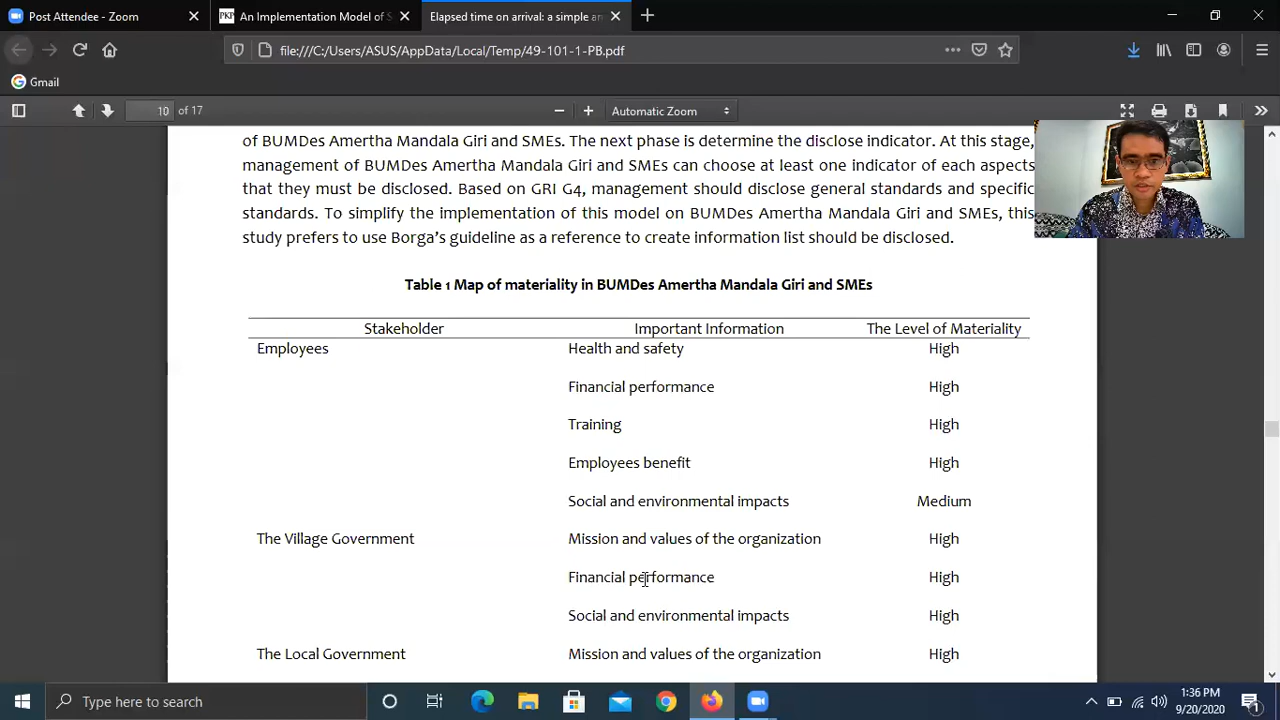 Post Attendee - Zoom
An Implementation Model of S
Elapsed time on arrival: a simple an
file:///C:/Users/ASUS/AppData/Local/Temp/49-101-1-PB.pdf
Gmail
10 of 17
Automatic Zoom
of BUMDes Amertha Mandala Giri and SMEs. The next phase is determine the disclose indicator. At this stage,
management of BUMDes Amertha Mandala Giri and SMEs can choose at least one indicator of each aspects
that they must be disclosed. Based on GRI G4, management should disclose general standards and specific
standards. To simplify the implementation of this model on BUMDes Amertha Mandala Giri and SMEs, this
study prefers to use Borga's guideline as a reference to create information list should be disclosed.
Table 1 Map of materiality in BUMDes Amertha Mandala Giri and SMEs
Stakeholder Important Information The Level of Materiality
Employees Health and safety High
Financial performance High
Training High
Employees benefit High
Social and environmental impacts Medium
The Village Government Mission and values of the organization High
Financial performance High
Social and environmental impacts High
The Local Government Mission and values of the organization High
Type here to search
1:36 PM
9/20/2020
1